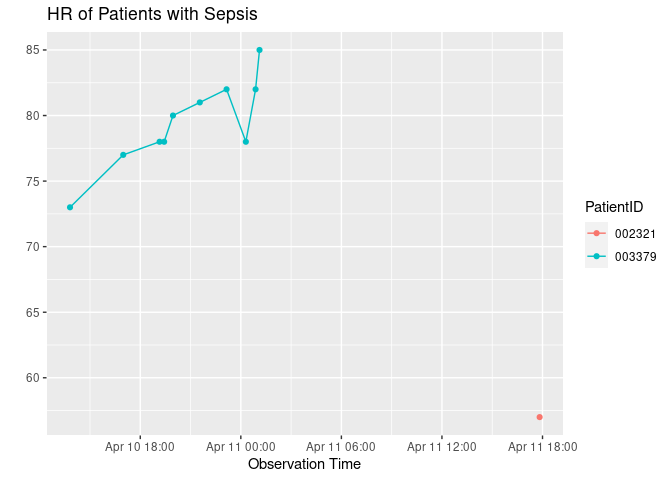 HR of Patients with Sepsis
85
80
75
70
65
60
Apr 10 18:00 Apr 11 00:00 Apr 11 06:00 Apr 11 12:00 Apr 11 18:00
Observation Time
PatientID
002321
003379